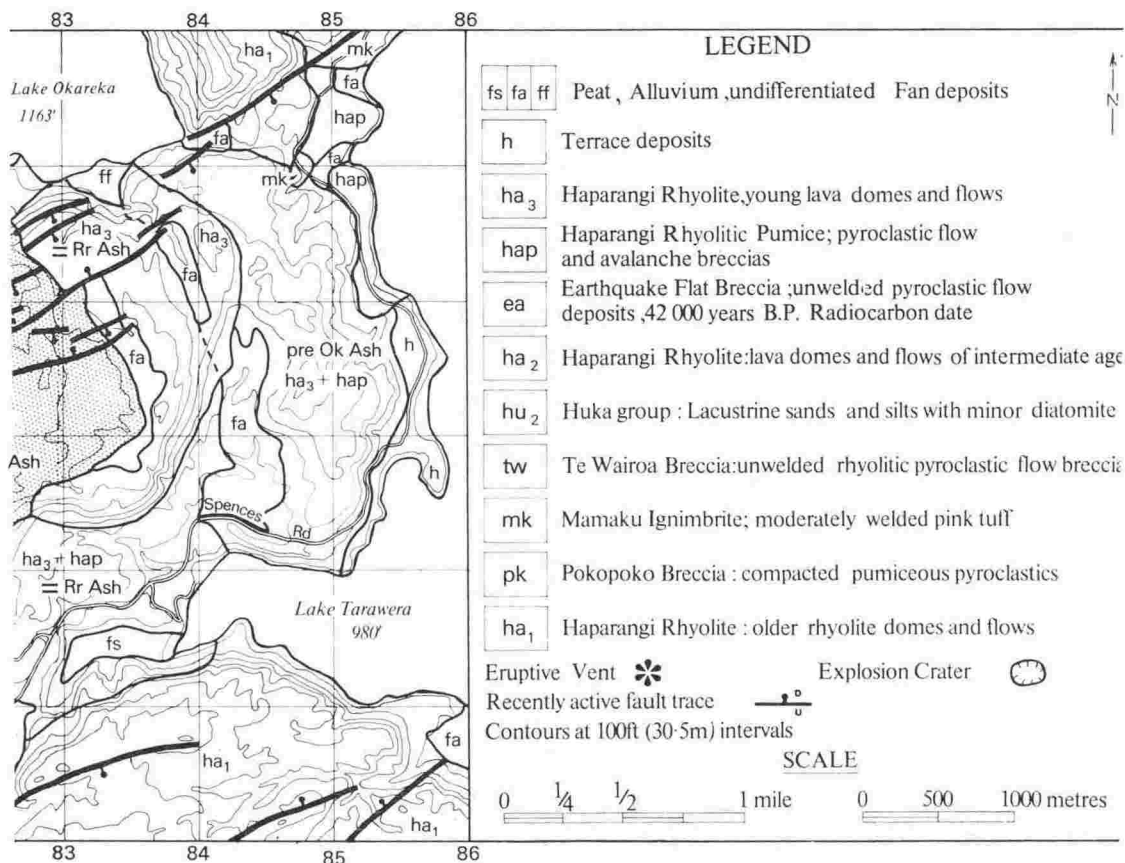 83 84 85 86
ha₁
mk
Lake Okareka
1163'
fa
hap
fa
fa
mk
hap
ff
ha₃
= Rr Ash
ha₃
fa
fa
pre Ok Ash
ha₃ + hap
h
fa
Ash
h
Spences Rd
ha₃ + hap
= Rr Ash
Lake Tarawera
980'
fs
ha₁
fa
ha₁
83 84 85 86
LEGEND
N
fs fa ff Peat , Alluvium ,undifferentiated Fan deposits
h Terrace deposits
ha₃ Haparangi Rhyolite,young lava domes and flows
hap Haparangi Rhyolitic Pumice; pyroclastic flow
and avalanche breccias
ea Earthquake Flat Breccia ;unwelded pyroclastic flow
deposits ,42 000 years B.P. Radiocarbon date
ha₂ Haparangi Rhyolite:lava domes and flows of intermediate age
hu₂ Huka group : Lacustrine sands and silts with minor diatomite
tw Te Wairoa Breccia:unwelded rhyolitic pyroclastic flow breccia
mk Mamaku Ignimbrite; moderately welded pink tuff
pk Pokopoko Breccia : compacted pumiceous pyroclastics
ha₁ Haparangi Rhyolite : older rhyolite domes and flows
Eruptive Vent Explosion Crater
Recently active fault trace D U
Contours at 100ft (30·5m) intervals
SCALE
0 1/4 1/2 1 mile 0 500 1000 metres